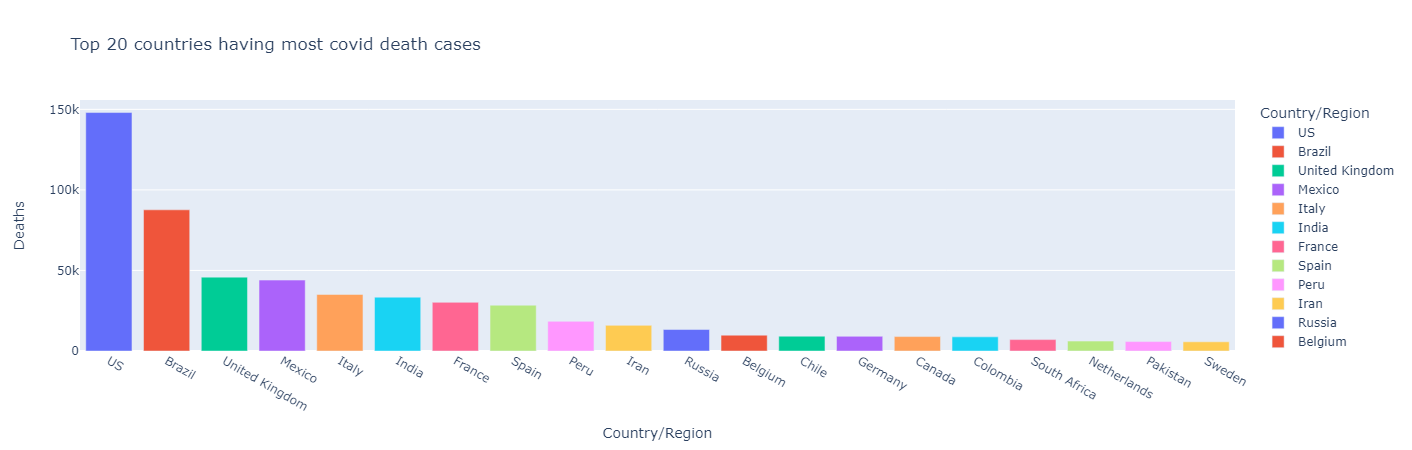 Top 20 countries having most covid death cases
150k
100k
50k
0
Deaths
US
Brazil
United Kingdom
Mexico
Italy
India
France
Spain
Peru
Iran
Russia
Belgium
Chile
Germany
Canada
Colombia
South Africa
Netherlands
Pakistan
Sweden
Country/Region
Country/Region
US
Brazil
United Kingdom
Mexico
Italy
India
France
Spain
Peru
Iran
Russia
Belgium